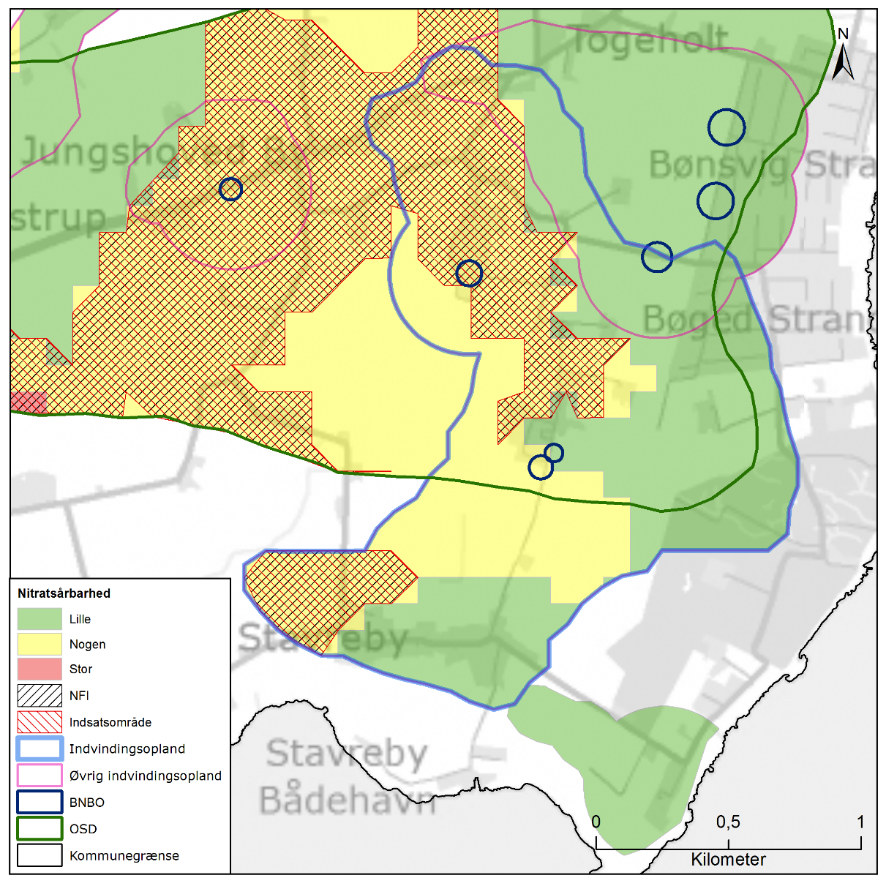 Togeholt
N
Jungshoved B
Bønsvig Stra
strup
Bøged Stran
Stavreby
Stavreby
Bådehavn
Nitratsårbarhed
Lille
Nogen
Stor
NFI
Indsatsområde
Indvindingsopland
Øvrig indvindingsopland
BNBO
OSD
Kommunegrænse
0 0,5 1
Kilometer